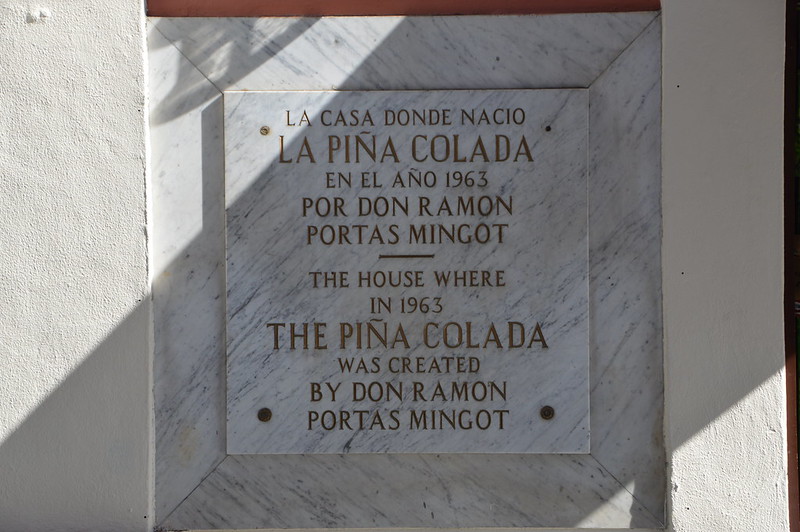 LA CASA DONDE NACIO
LA PIÑA COLADA
EN EL AÑO 1963
POR DON RAMON
PORTAS MINGOT
THE HOUSE WHERE
IN 1963
THE PIÑA COLADA
WAS CREATED
BY DON RAMON
PORTAS MINGOT